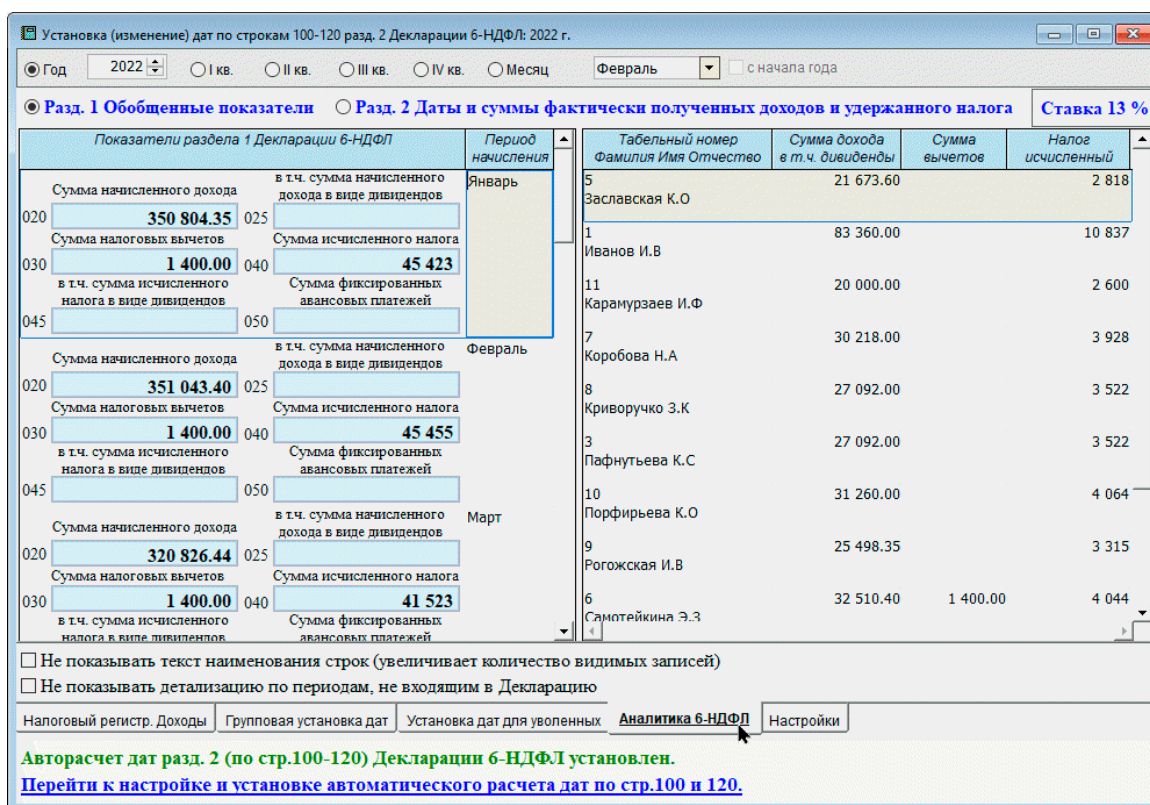 Установка (изменение) дат по строкам 100-120 разд. 2 Декларации 6-НДФЛ: 2022 г.
Год 2022 I кв. II кв. III кв. IV кв. Месяц Февраль с начала года
Разд. 1 Обобщенные показатели Разд. 2 Даты и суммы фактически полученных доходов и удержанного налога Ставка 13 %
Показатели раздела 1 Декларации 6-НДФЛ
Период
начисления
Январь
Сумма начисленного дохода
в т.ч. сумма начисленного
дохода в виде дивидендов
020 350 804.35 025
Сумма налоговых вычетов Сумма исчисленного налога
030 1 400.00 040 45 423
в т.ч. сумма исчисленного
налога в виде дивидендов
Сумма фиксированных
авансовых платежей
045 050
Февраль
Сумма начисленного дохода
в т.ч. сумма начисленного
дохода в виде дивидендов
020 351 043.40 025
Сумма налоговых вычетов Сумма исчисленного налога
030 1 400.00 040 45 455
в т.ч. сумма исчисленного
налога в виде дивидендов
Сумма фиксированных
авансовых платежей
045 050
Март
Сумма начисленного дохода
в т.ч. сумма начисленного
дохода в виде дивидендов
020 320 826.44 025
Сумма налоговых вычетов Сумма исчисленного налога
030 1 400.00 040 41 523
в т.ч. сумма исчисленного
налога в виде дивидендов
Сумма фиксированных
авансовых платежей
Табельный номер
Фамилия Имя Отчество
Сумма дохода
в т.ч. дивиденды
Сумма
вычетов
Налог
исчисленный
5 21 673.60 2 818
Заславская К.О
1 83 360.00 10 837
Иванов И.В
11 20 000.00 2 600
Карамурзаев И.Ф
7 30 218.00 3 928
Коробова Н.А
8 27 092.00 3 522
Криворучко З.К
3 27 092.00 3 522
Пафнутьева К.С
10 31 260.00 4 064
Порфирьева К.О
9 25 498.35 3 315
Рогожская И.В
6 32 510.40 1 400.00 4 044
Самотейкина Э.З
Не показывать текст наименования строк (увеличивает количество видимых записей)
Не показывать детализацию по периодам, не входящим в Декларацию
Налоговый регистр. Доходы Групповая установка дат Установка дат для уволенных Аналитика 6-НДФЛ Настройки
Авторасчет дат разд. 2 (по стр.100-120) Декларации 6-НДФЛ установлен.
Перейти к настройке и установке автоматического расчета дат по стр.100 и 120.